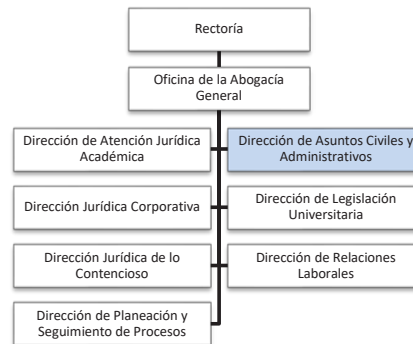 Rectoría
Oficina de la Abogacía
General
Dirección de Atención Jurídica
Académica
Dirección de Asuntos Civiles y
Administrativos
Dirección Jurídica Corporativa
Dirección de Legislación
Universitaria
Dirección Jurídica de lo
Contencioso
Dirección de Relaciones
Laborales
Dirección de Planeación y
Seguimiento de Procesos